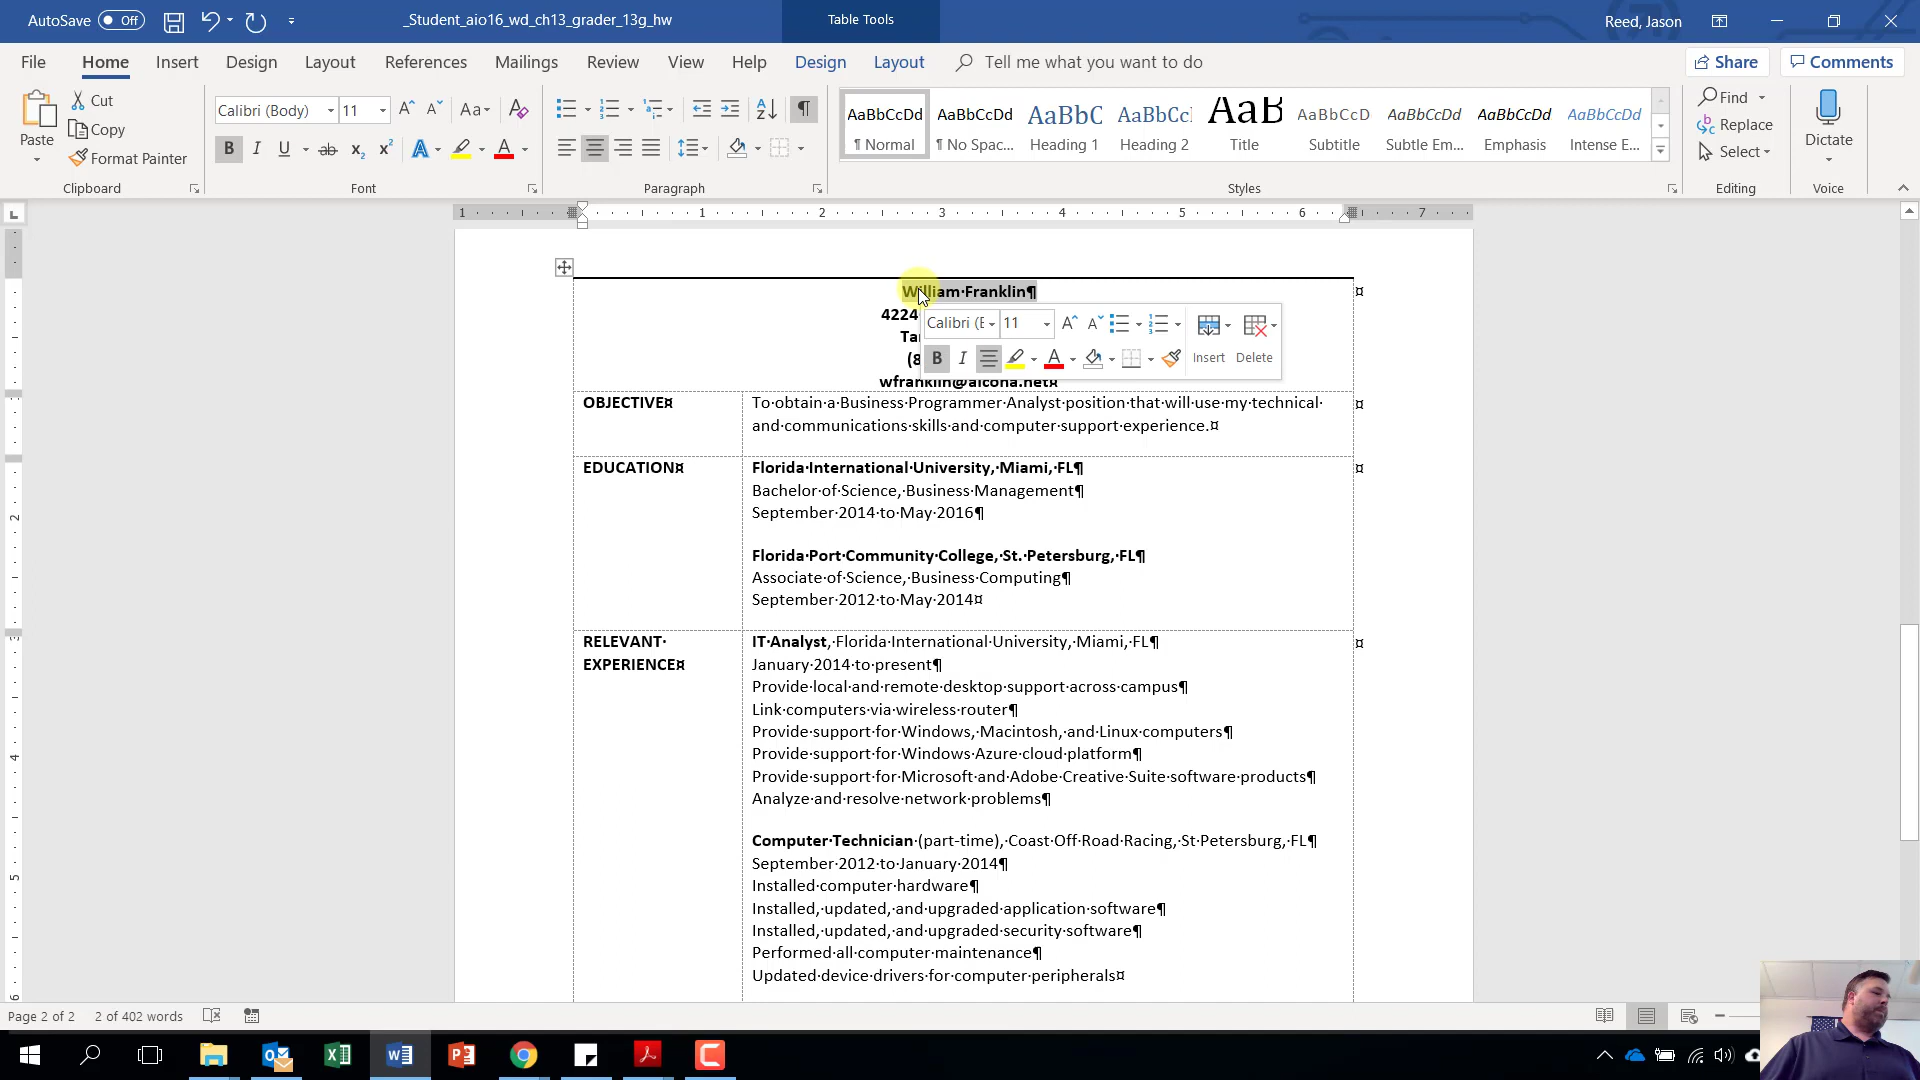 AutoSave Off
_Student_aio16_wd_ch13_grader_13g_hw
Table Tools
Reed, Jason
File Home Insert Design Layout References Mailings Review View Help Design Layout Tell me what you want to do
Share Comments
Paste
Cut
Copy
Format Painter
Clipboard
Calibri (Body) 11
Font
Paragraph
AaBbCcDd AaBbCcDd AaBbC AaBbCcI AaB AaBbCcD AaBbCcDd AaBbCcDd AaBbCcDd
¶ Normal ¶ No Spac... Heading 1 Heading 2 Title Subtitle Subtle Em... Emphasis Intense E...
Styles
Find
Replace
Select
Editing
Dictate
Voice
1 1 2 3 4 5 6 7
William·Franklin¶
4224
(8
wfranklin@alcona.net¤
Calibri (E 11
Insert Delete
OBJECTIVE¤
To·obtain·a·Business·Programmer·Analyst·position·that·will·use·my·technical·
and·communications·skills·and·computer·support·experience.¤
EDUCATION¤
Florida·International·University,·Miami,·FL¶
Bachelor·of·Science,·Business·Management¶
September·2014·to·May·2016¶
Florida·Port·Community·College,·St.·Petersburg,·FL¶
Associate·of·Science,·Business·Computing¶
September·2012·to·May·2014¤
RELEVANT·
EXPERIENCE¤
IT·Analyst,·Florida·International·University,·Miami,·FL¶
January·2014·to·present¶
Provide·local·and·remote·desktop·support·across·campus¶
Link·computers·via·wireless·router¶
Provide·support·for·Windows,·Macintosh,·and·Linux·computers¶
Provide·support·for·Windows·Azure·cloud·platform¶
Provide·support·for·Microsoft·and·Adobe·Creative·Suite·software·products¶
Analyze·and·resolve·network·problems¶
Computer·Technician·(part-time),·Coast·Off·Road·Racing,·St·Petersburg,·FL¶
September·2012·to·January·2014¶
Installed·computer·hardware¶
Installed,·updated,·and·upgraded·application·software¶
Installed,·updated,·and·upgraded·security·software¶
Performed·all·computer·maintenance¶
Updated·device·drivers·for·computer·peripherals¤
Page 2 of 2 2 of 402 words